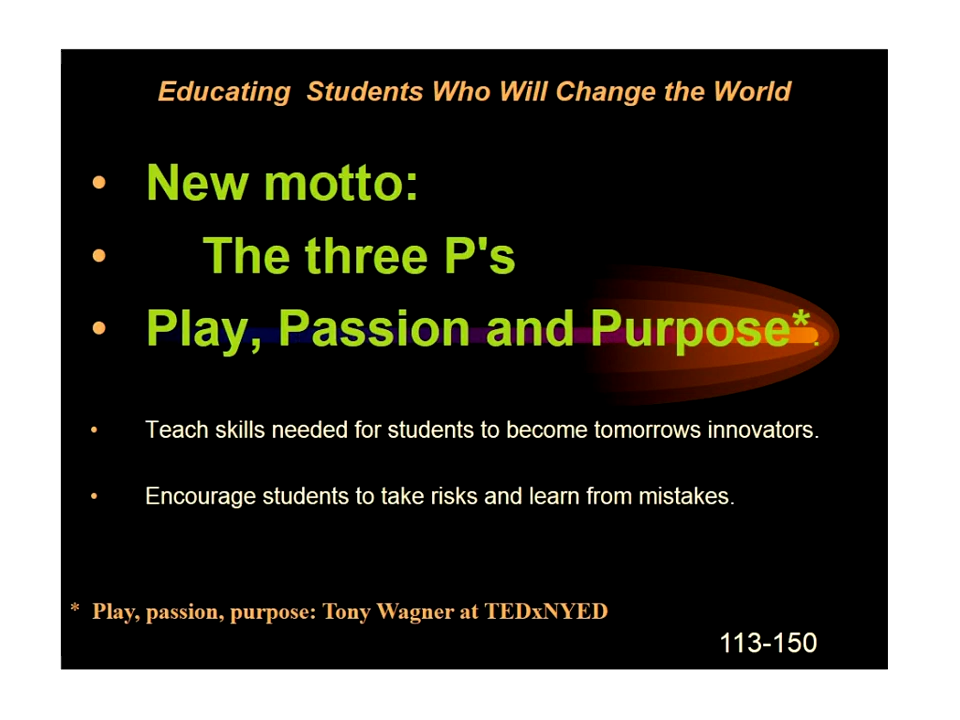 Educating  Students Who Will Change the World
• New motto:
• The three P's
• Play, Passion and Purpose*.
• Teach skills needed for students to become tomorrows innovators.
• Encourage students to take risks and learn from mistakes.
* Play, passion, purpose: Tony Wagner at TEDxNYED
113-150